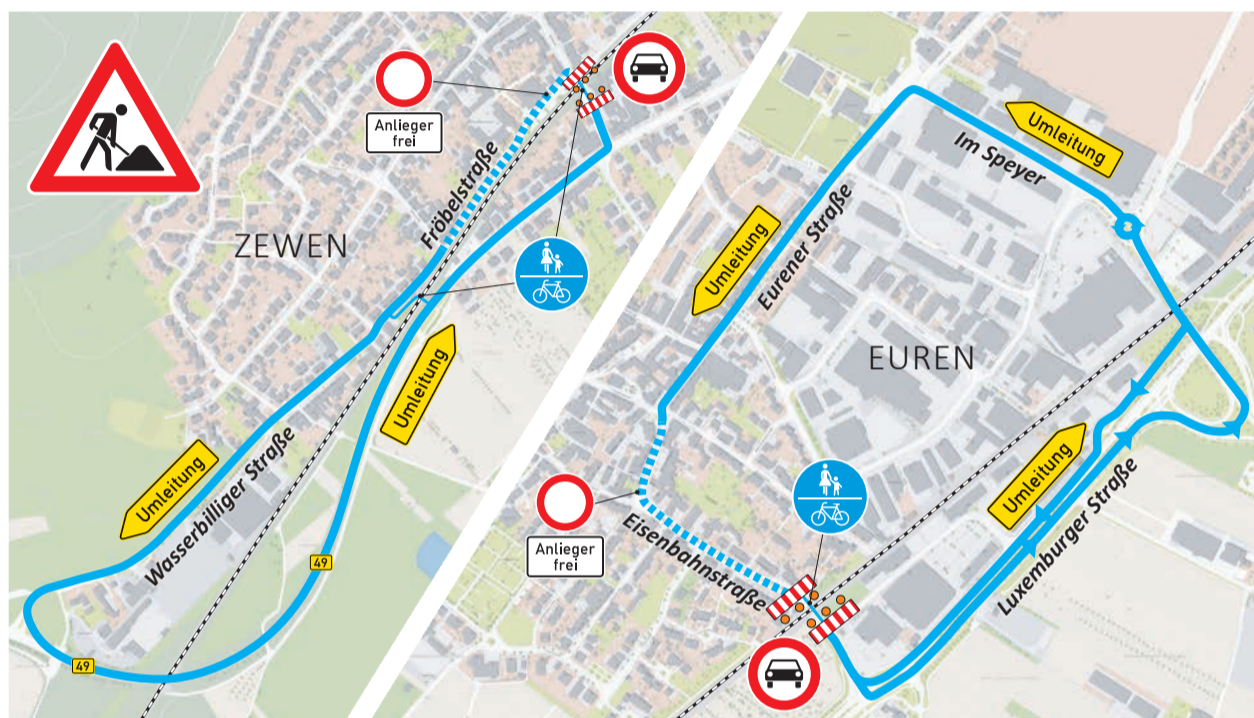 Anlieger
frei
Fröbelstraße
ZEWEN
Umleitung
Umleitung
Wasserbilliger Straße
49
49
Umleitung
Im Speyer
Eurener Straße
Umleitung
EUREN
Anlieger
frei
Eisenbahnstraße
Umleitung
Luxemburger Straße